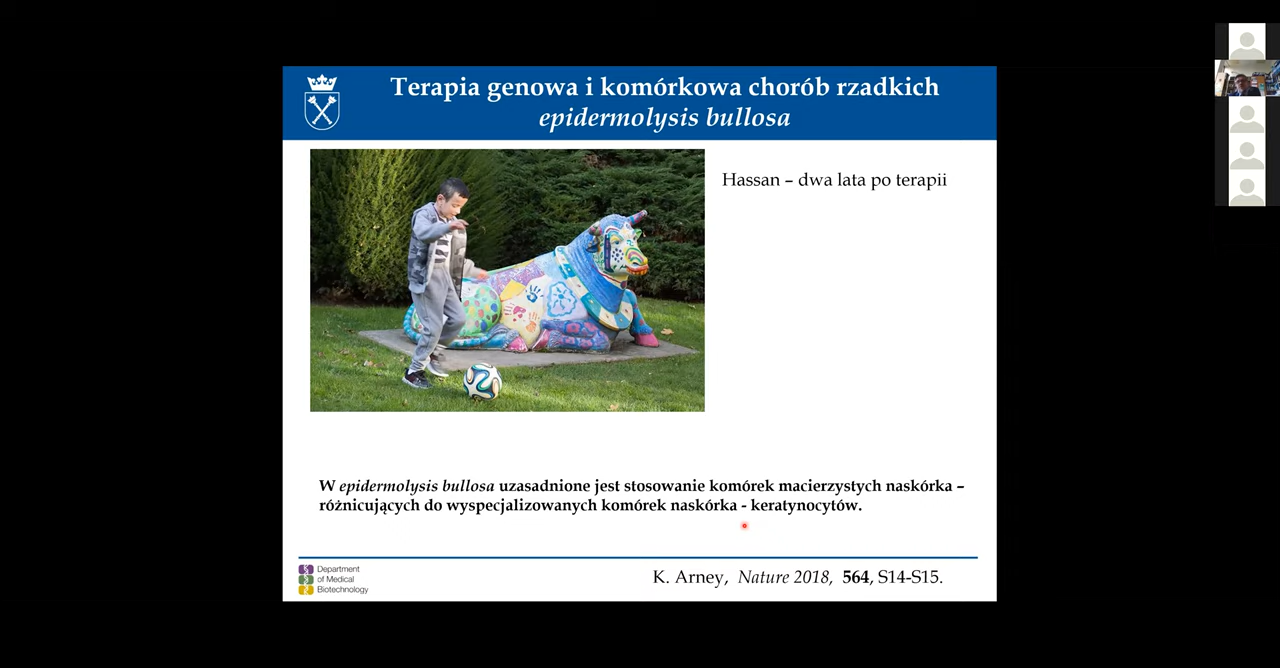 Terapia genowa i komórkowa chorób rzadkich
epidermolysis bullosa
Hassan – dwa lata po terapii
W epidermolysis bullosa uzasadnione jest stosowanie komórek macierzystych naskórka –
różnicujących do wyspecjalizowanych komórek naskórka - keratynocytów.
Department
of Medical
Biotechnology
K. Arney, Nature 2018, 564, S14-S15.